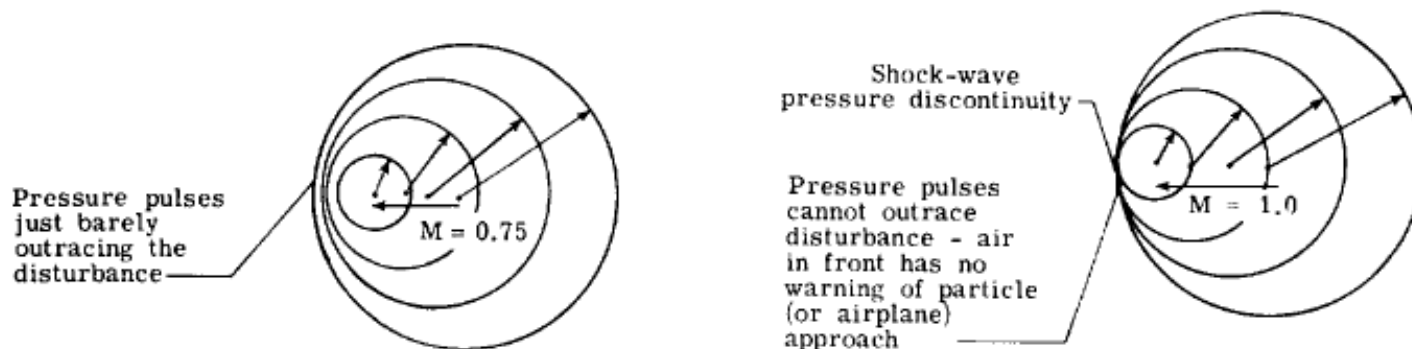 Pressure pulses
just barely
outracing the
disturbance
M = 0.75
Shock-wave
pressure discontinuity
Pressure pulses
cannot outrace
disturbance - air
in front has no
warning of particle
(or airplane)
approach
M = 1.0